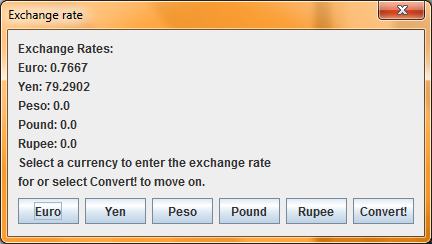 Exchange rate
Exchange Rates:
Euro: 0.7667
Yen: 79.2902
Peso: 0.0
Pound: 0.0
Rupee: 0.0
Select a currency to enter the exchange rate
for or select Convert! to move on.
Euro Yen Peso Pound Rupee Convert!